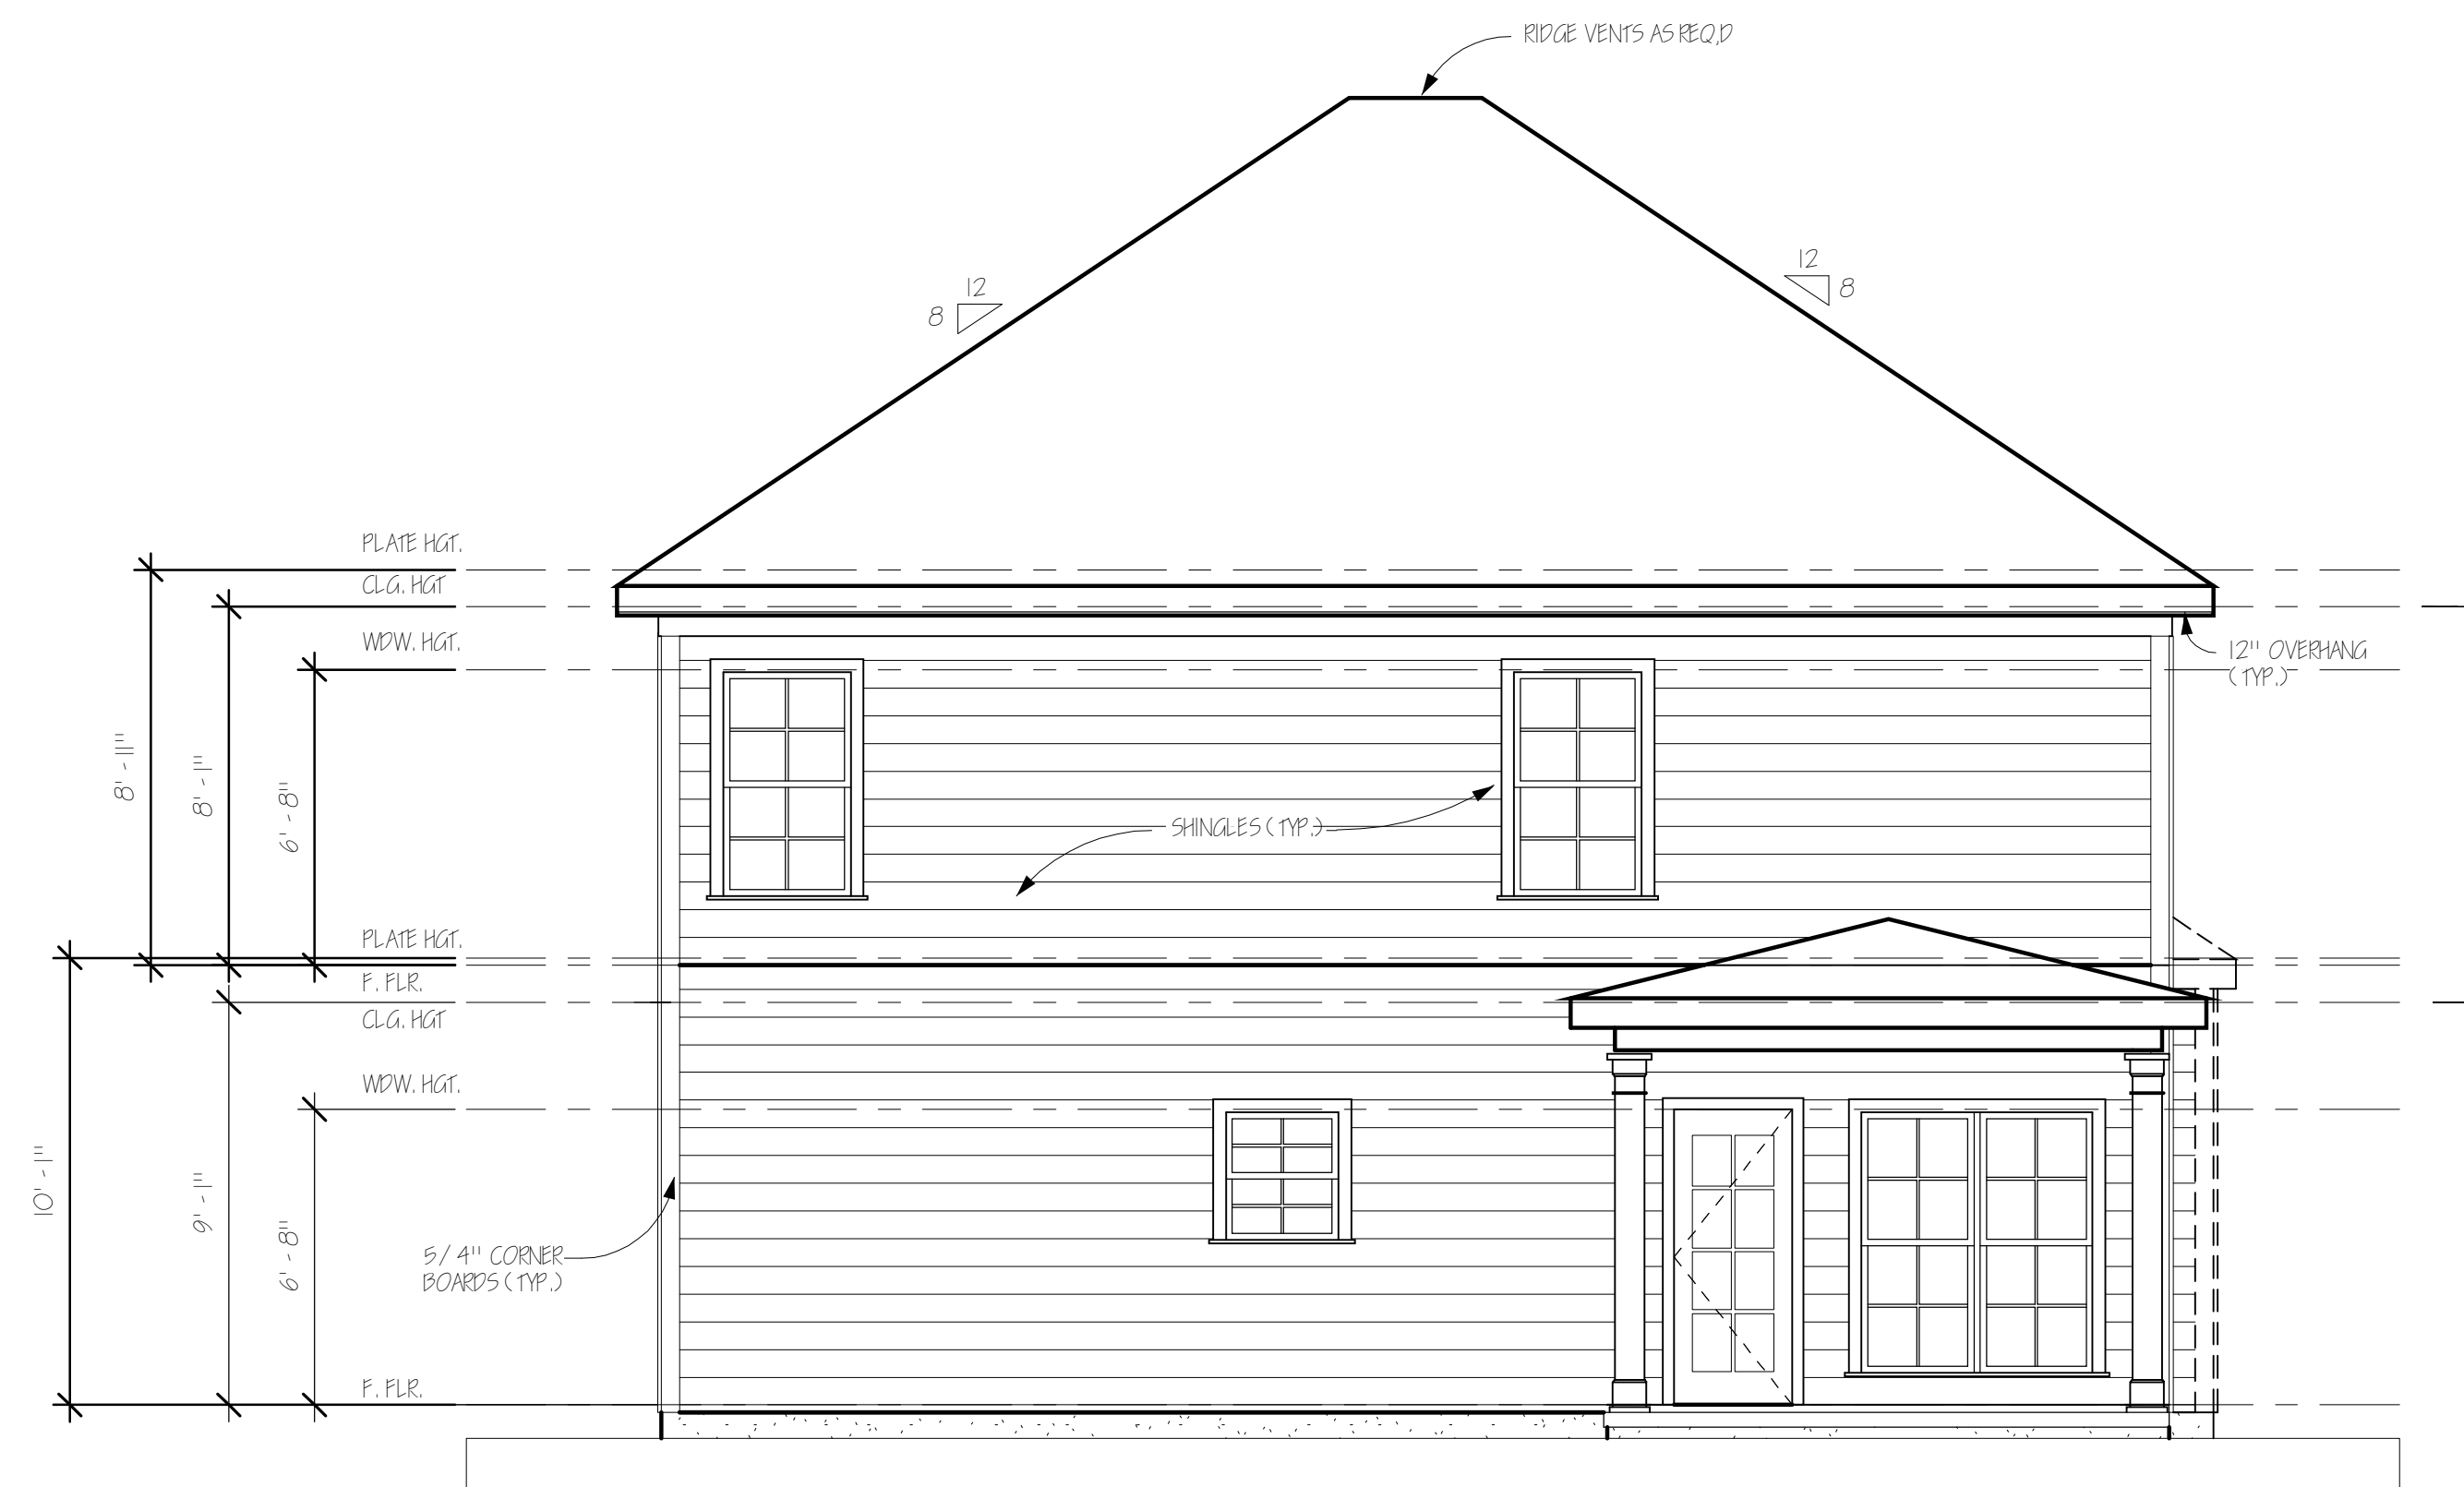 RIDGE VENTS AS REQ,D
12
8
12
8
PLATE HGT.
CLG. HGT
WDW. HGT.
12" OVERHANG
(TYP.)
8' - 11"
8' - 1"
6' - 8"
SHINGLES (TYP.)
PLATE HGT.
F. FLR.
CLG. HGT
WDW. HGT.
10' - 1"
9' - 1"
6' - 8"
5/4" CORNER
BOARDS (TYP.)
F. FLR.